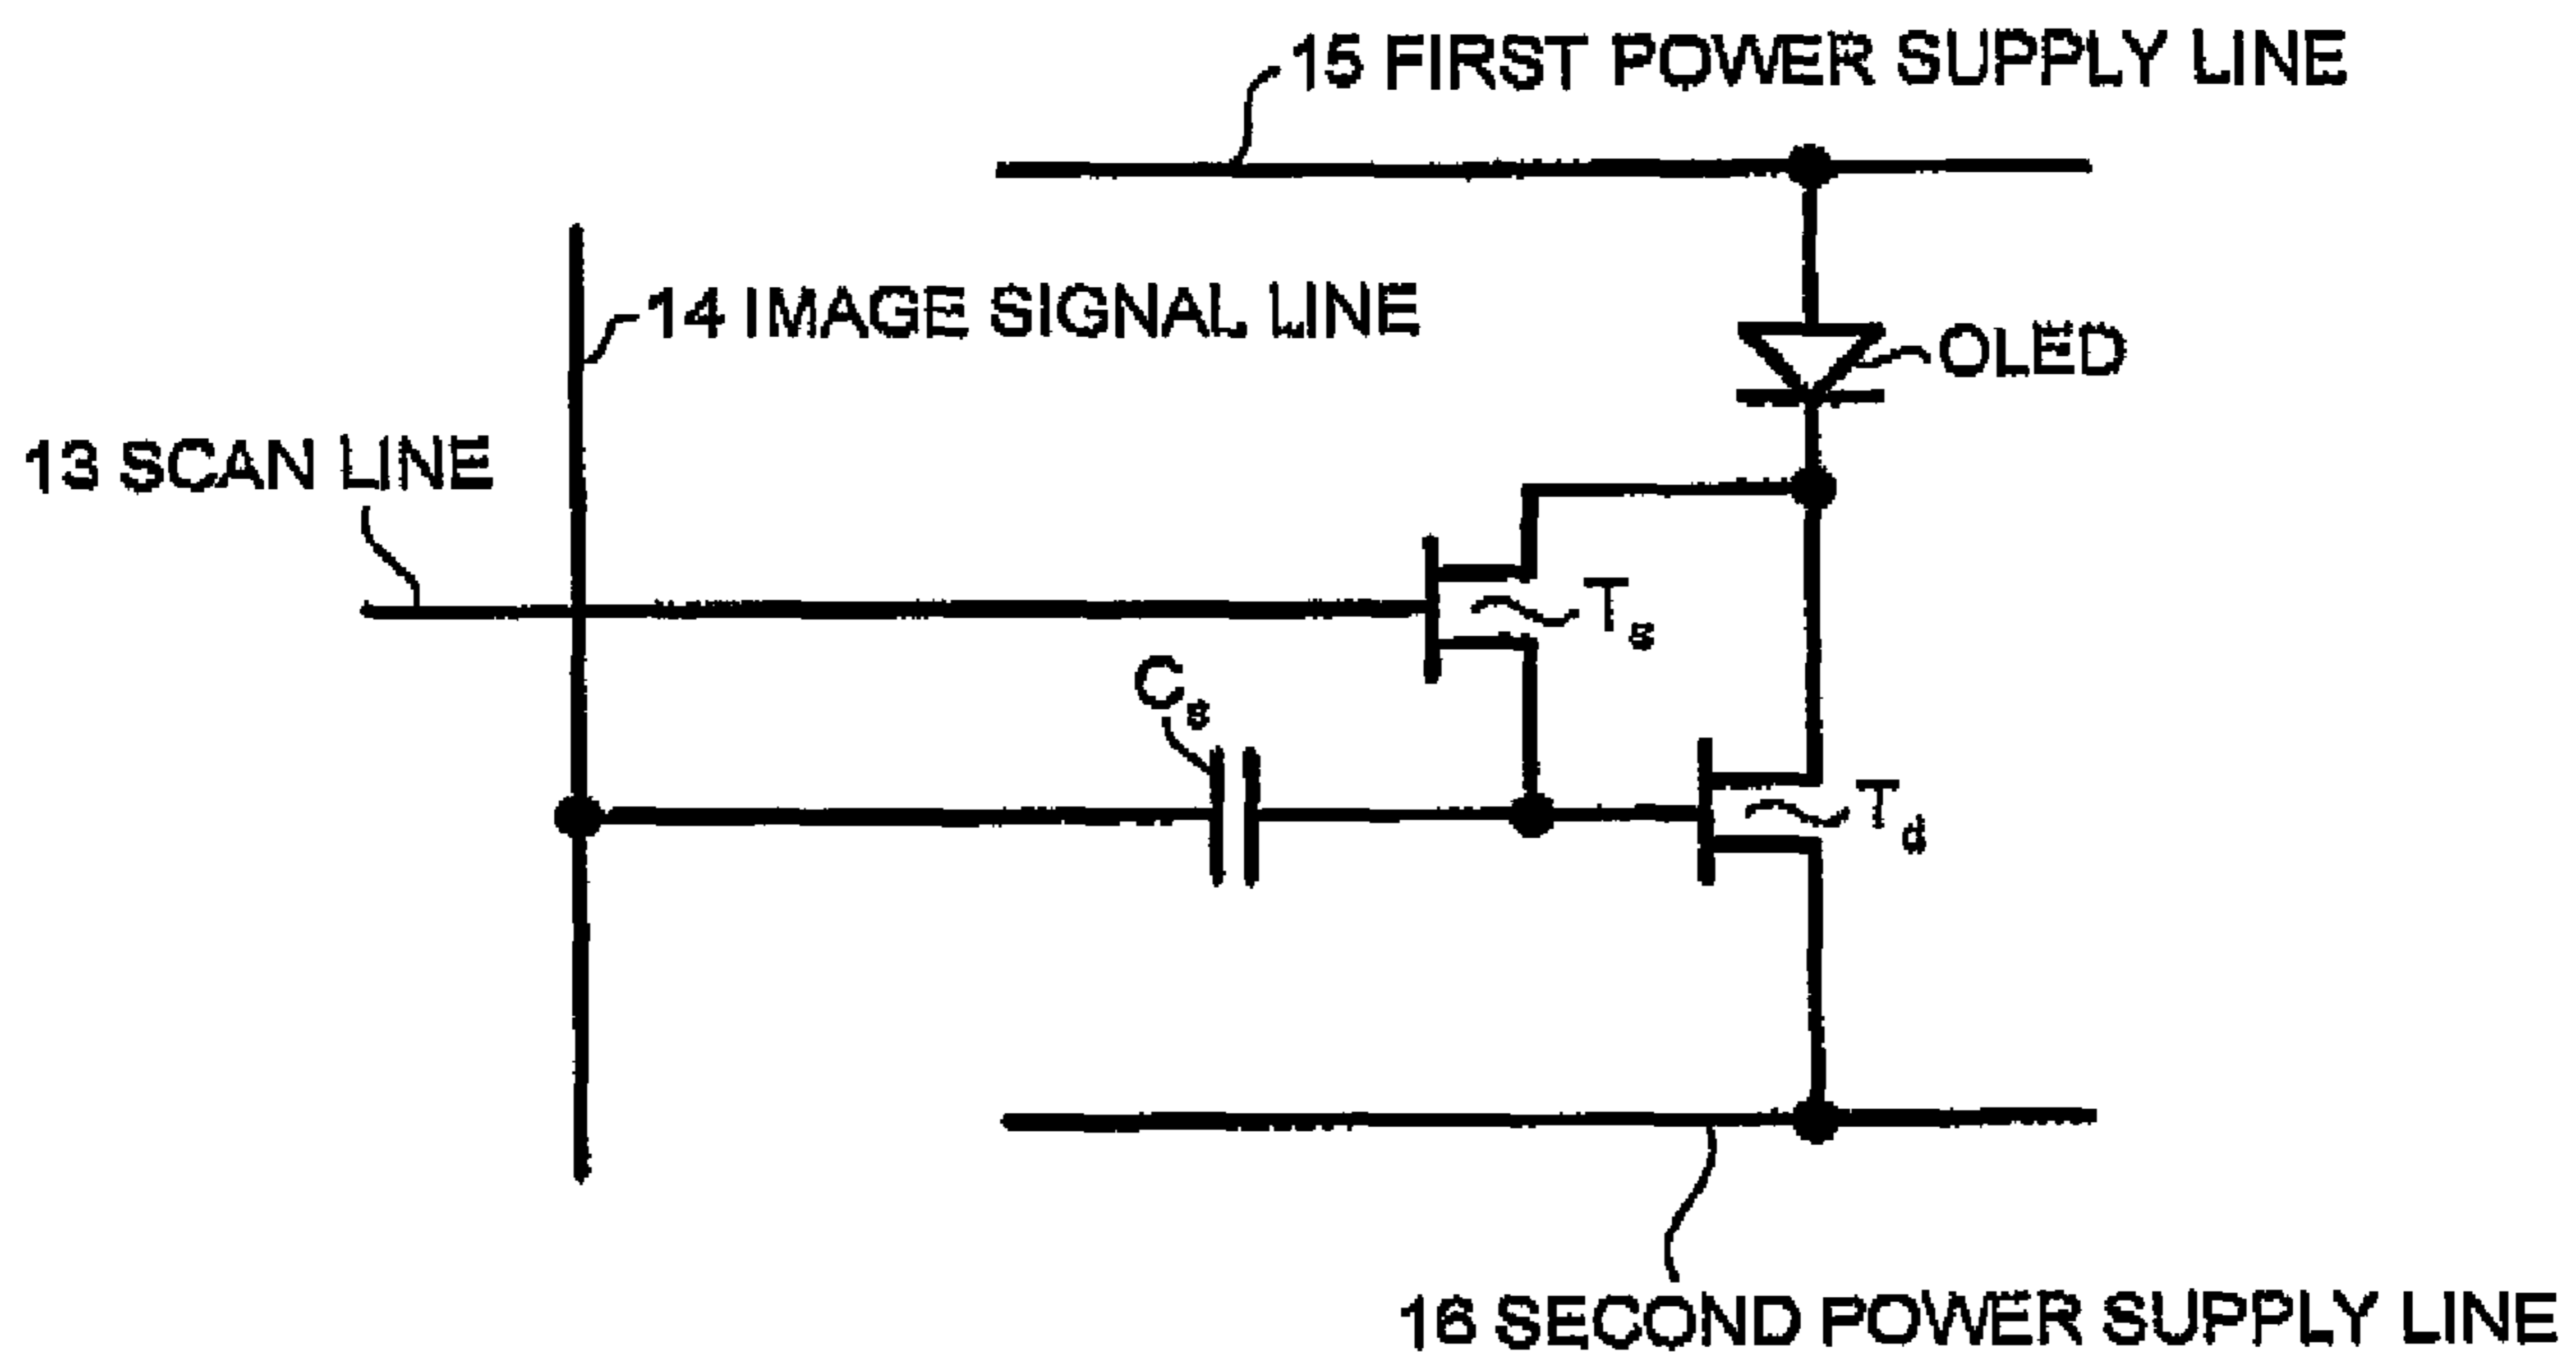 15 FIRST POWER SUPPLY LINE
14 IMAGE SIGNAL LINE
OLED
13 SCAN LINE
Ts
Cs
Td
16 SECOND POWER SUPPLY LINE